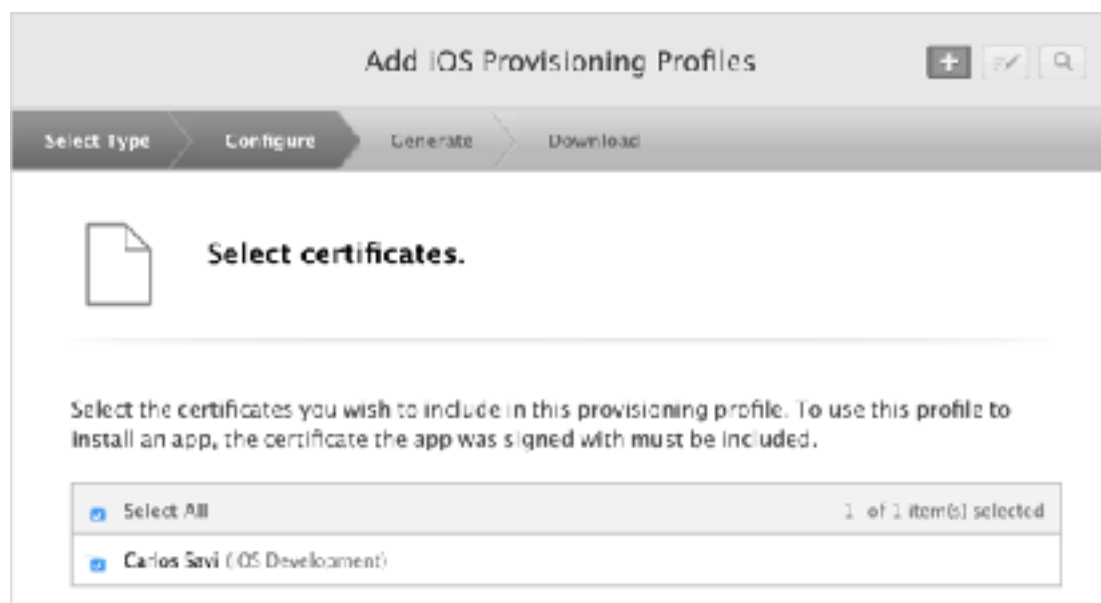 Add iOS Provisioning Profiles
Select Type Configure Generate Download
Select certificates.
Select the certificates you wish to include in this provisioning profile. To use this profile to
install an app, the certificate the app was signed with must be included.
Select All 1 of 1 item(s) selected
Carlos Savi (iOS Development)